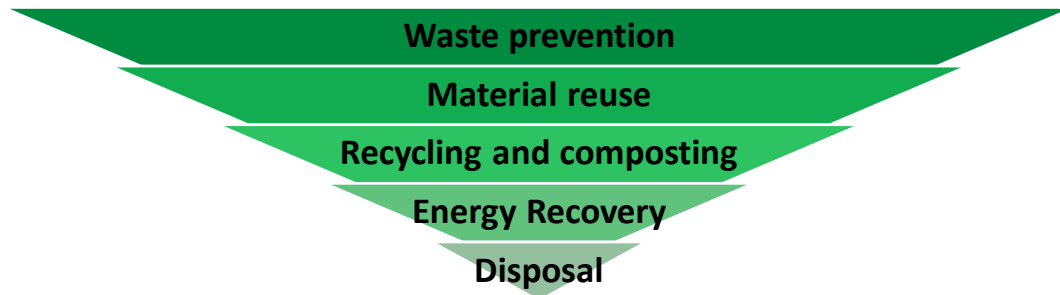 Waste prevention
Material reuse
Recycling and composting
Energy Recovery
Disposal